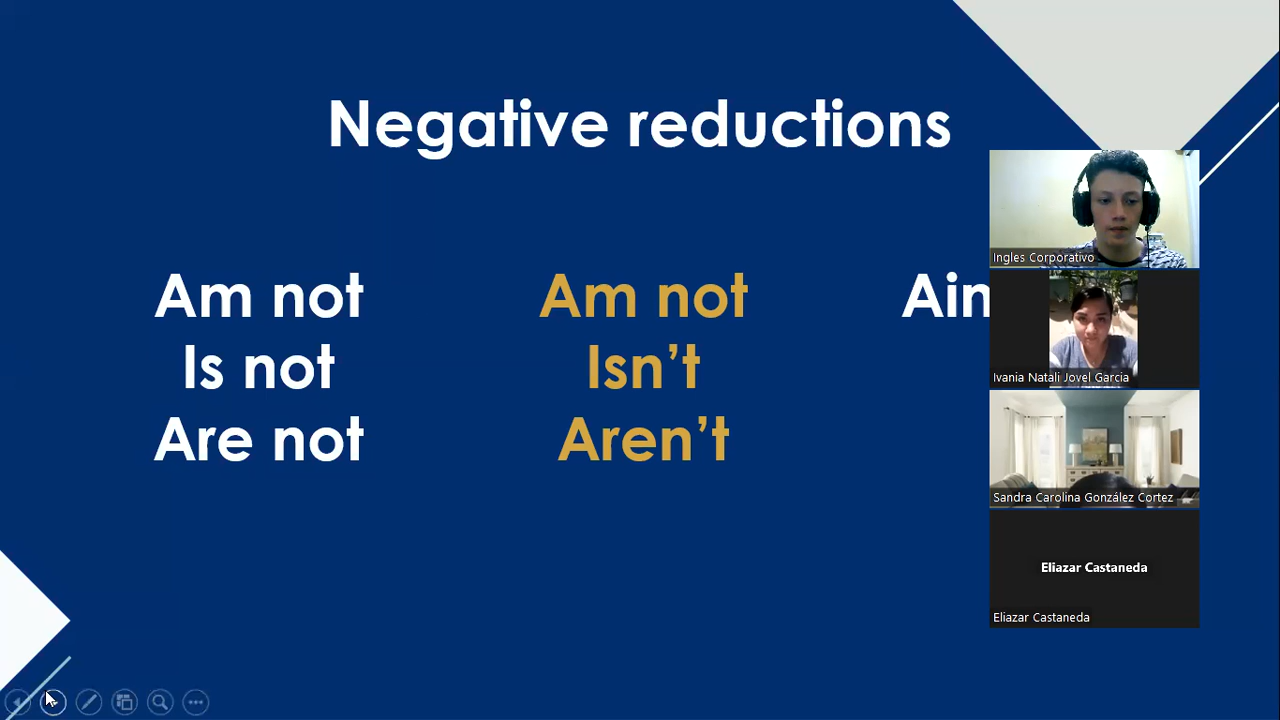 Negative reductions
Am not Am not Ain
Is not Isn't
Are not Aren't
Ingles Corporativo
Ivania Natali Jovel Garcia
Sandra Carolina González Cortez
Eliazar Castaneda
Eliazar Castaneda